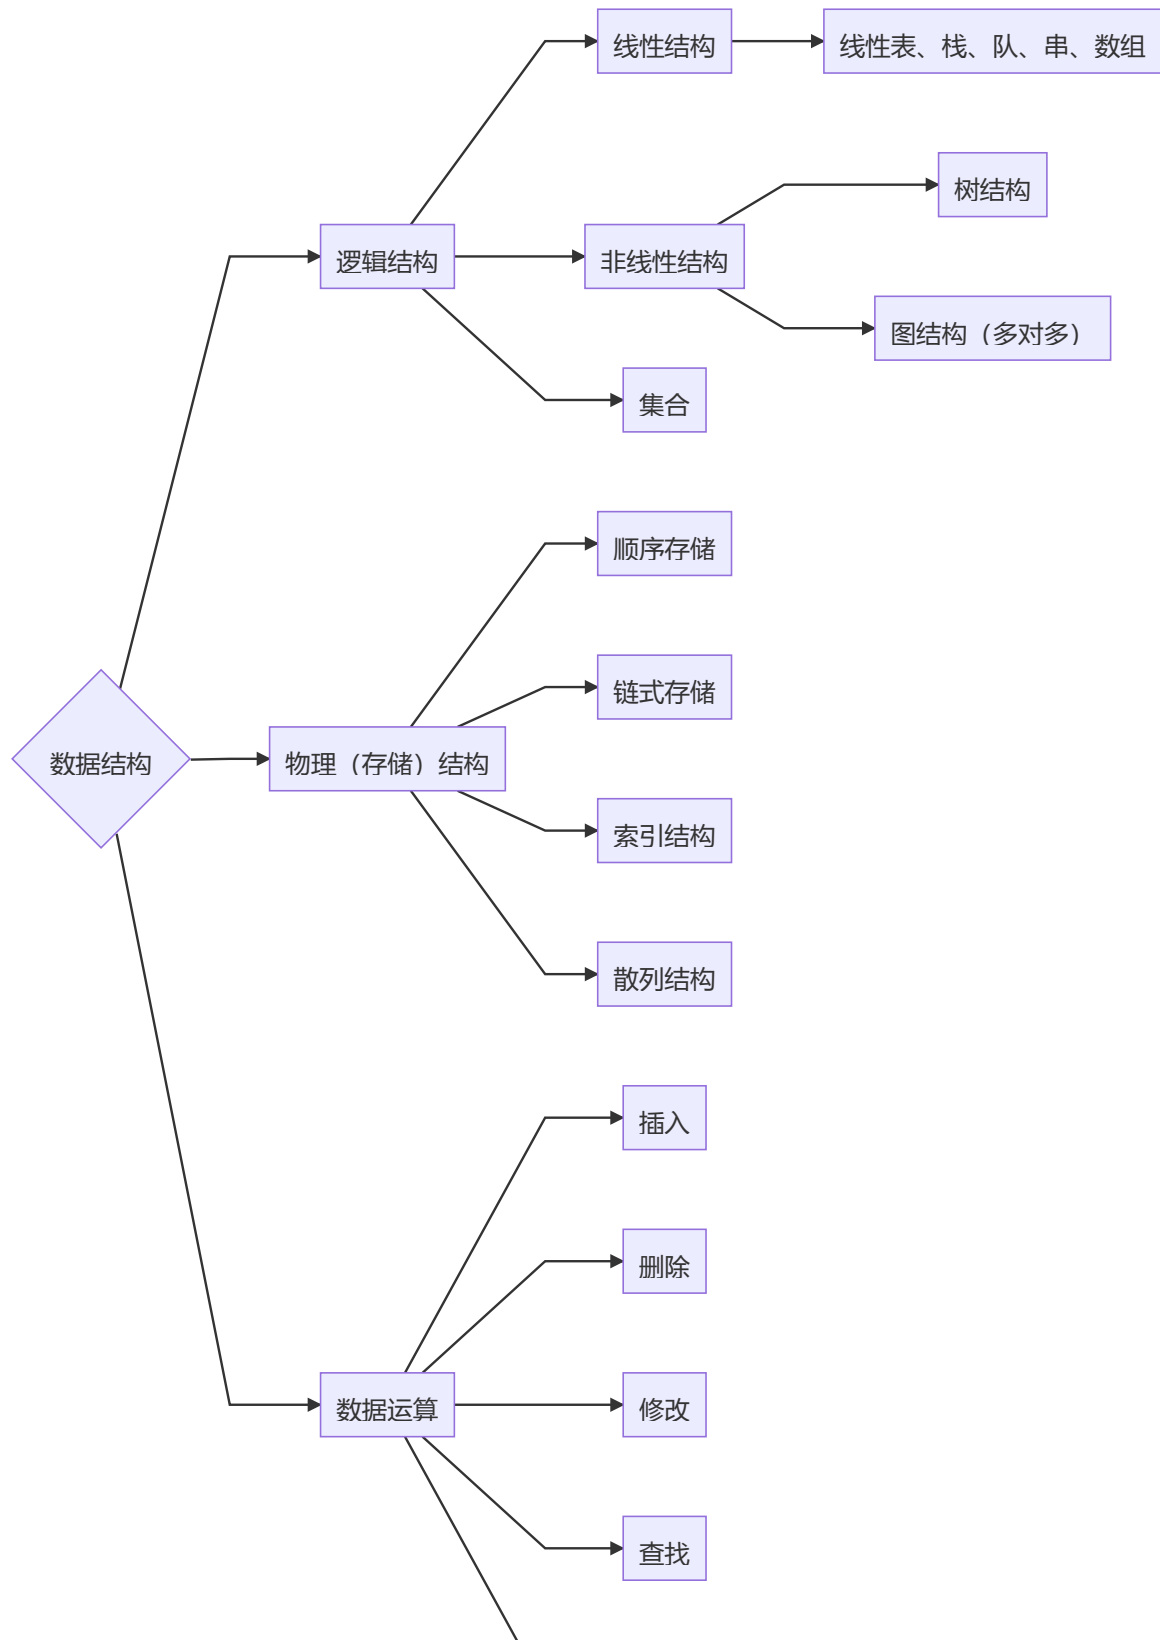 线性结构
线性表、栈、队、串、数组
树结构
逻辑结构
非线性结构
图结构（多对多）
集合
顺序存储
链式存储
数据结构
物理（存储）结构
索引结构
散列结构
插入
删除
数据运算
修改
查找